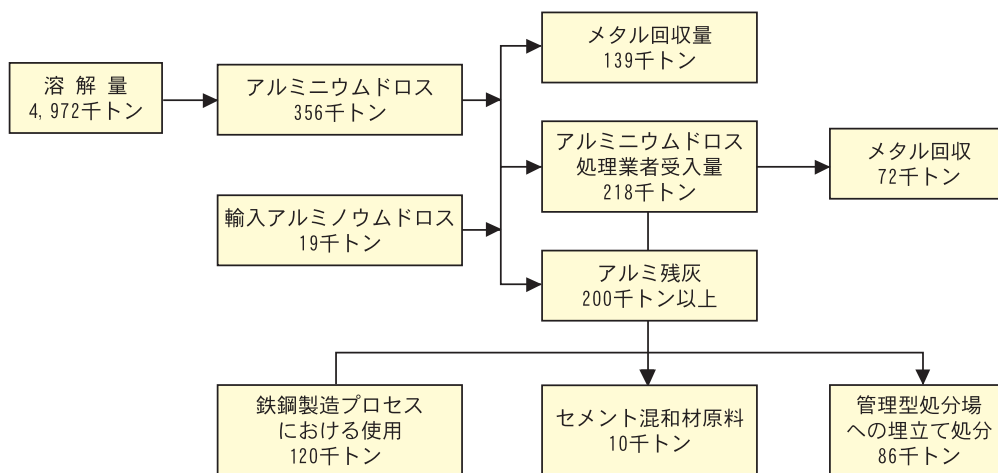 溶 解 量
4, 972千トン
アルミニウムドロス
356千トン
輸入アルミノウムドロス
19千トン
メタル回収量
139千トン
アルミニウムドロス
処理業者受入量
218千トン
メタル回収
72千トン
アルミ残灰
200千トン以上
鉄鋼製造プロセス
における使用
120千トン
セメント混和材原料
10千トン
管理型処分場
への埋立て処分
86千トン